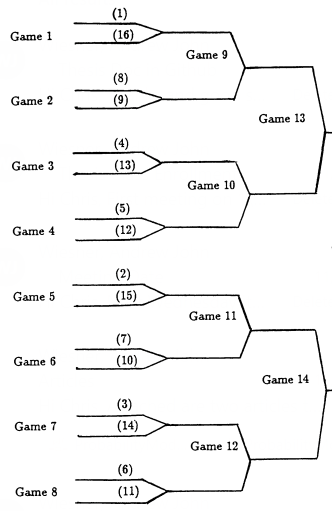 (1)
Game 1
(16)
Game 9
(8)
Game 2
(9)
Game 13
(4)
Game 3
(13)
Game 10
(5)
Game 4
(12)
(2)
Game 5
(15)
Game 11
(7)
Game 6
(10)
Game 14
(3)
Game 7
(14)
Game 12
(6)
Game 8
(11)